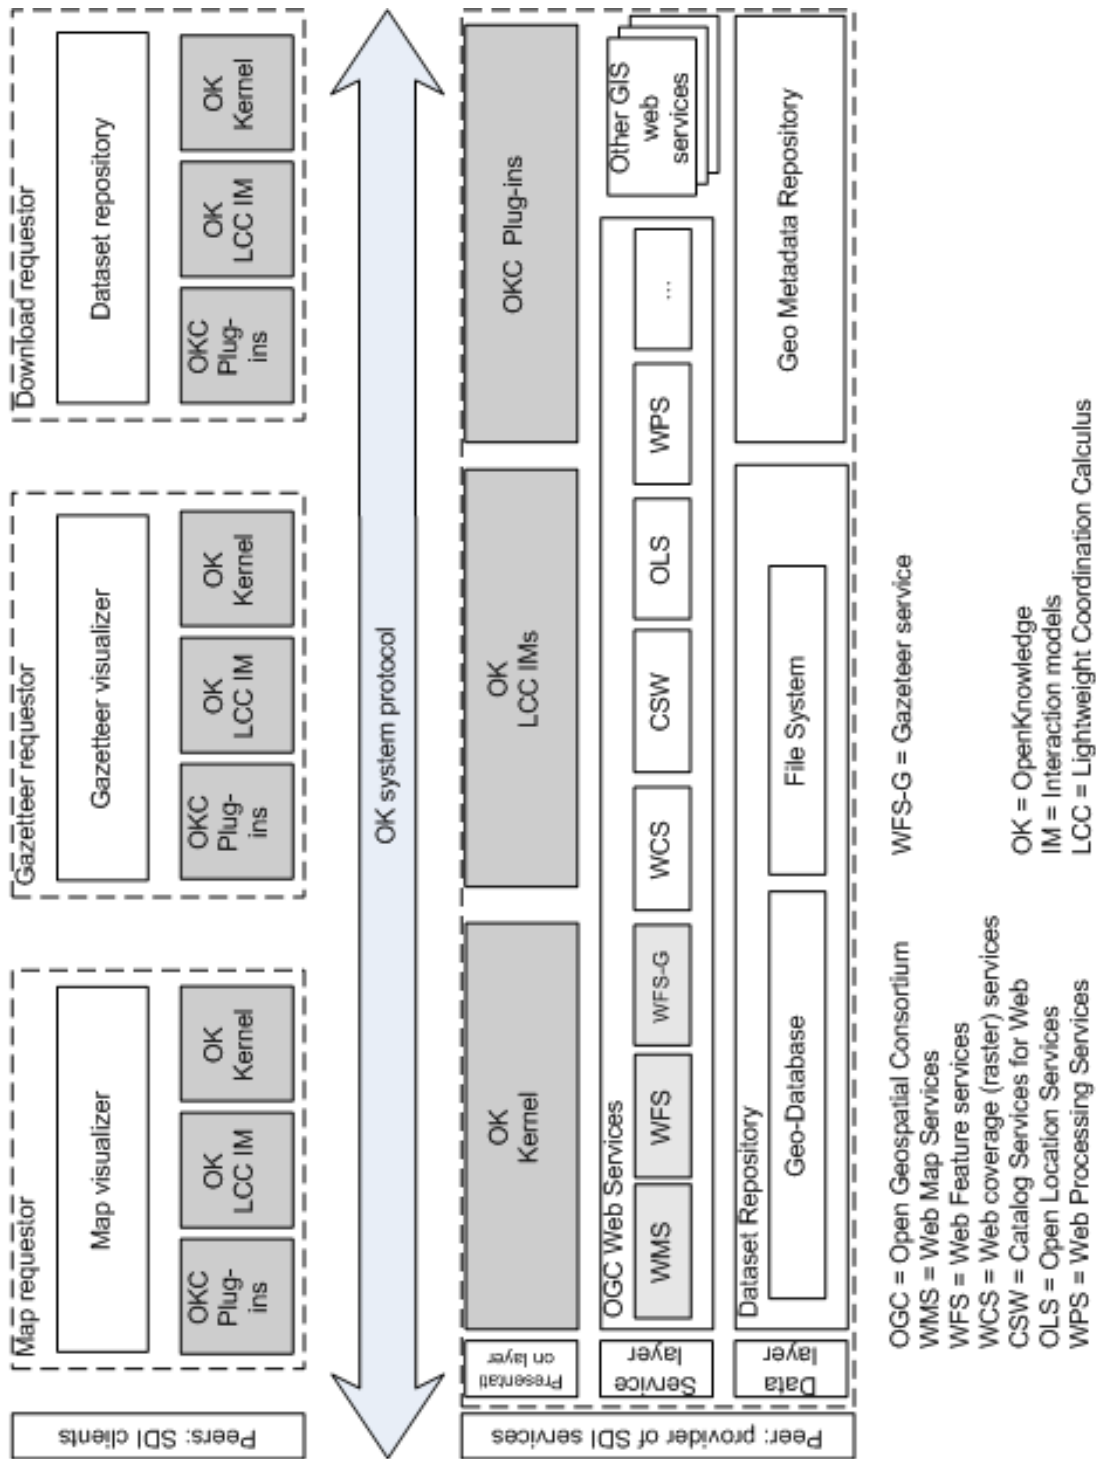 Peers: SDI clients
Map requestor
Map visualizer
OKC
Plug-
ins
OK
LCC IM
OK
Kernel
Gazetteer requestor
Gazetteer visualizer
OKC
Plug-
ins
OK
LCC IM
OK
Kernel
Download requestor
Dataset repository
OKC
Plug-
ins
OK
LCC IM
OK
Kernel
OK system protocol
Peer: provider of SDI services
Presentati
on layer
OK
Kernel
OK
LCC IMs
OKC Plug-ins
Service
layer
OGC Web Services
WMS
WFS
WFS-G
WCS
CSW
OLS
WPS
...
Other GIS
web
services
Data
layer
Dataset Repository
Geo-Database
File System
Geo Metadata Repository
OGC = Open Geospatial Consortium
WMS = Web Map Services
WFS = Web Feature services
WCS = Web coverage (raster) services
CSW = Catalog Services for Web
OLS = Open Location Services
WPS = Web Processing Services
WFS-G = Gazeteer service
OK = OpenKnowledge
IM = Interaction models
LCC = Lightweight Coordination Calculus